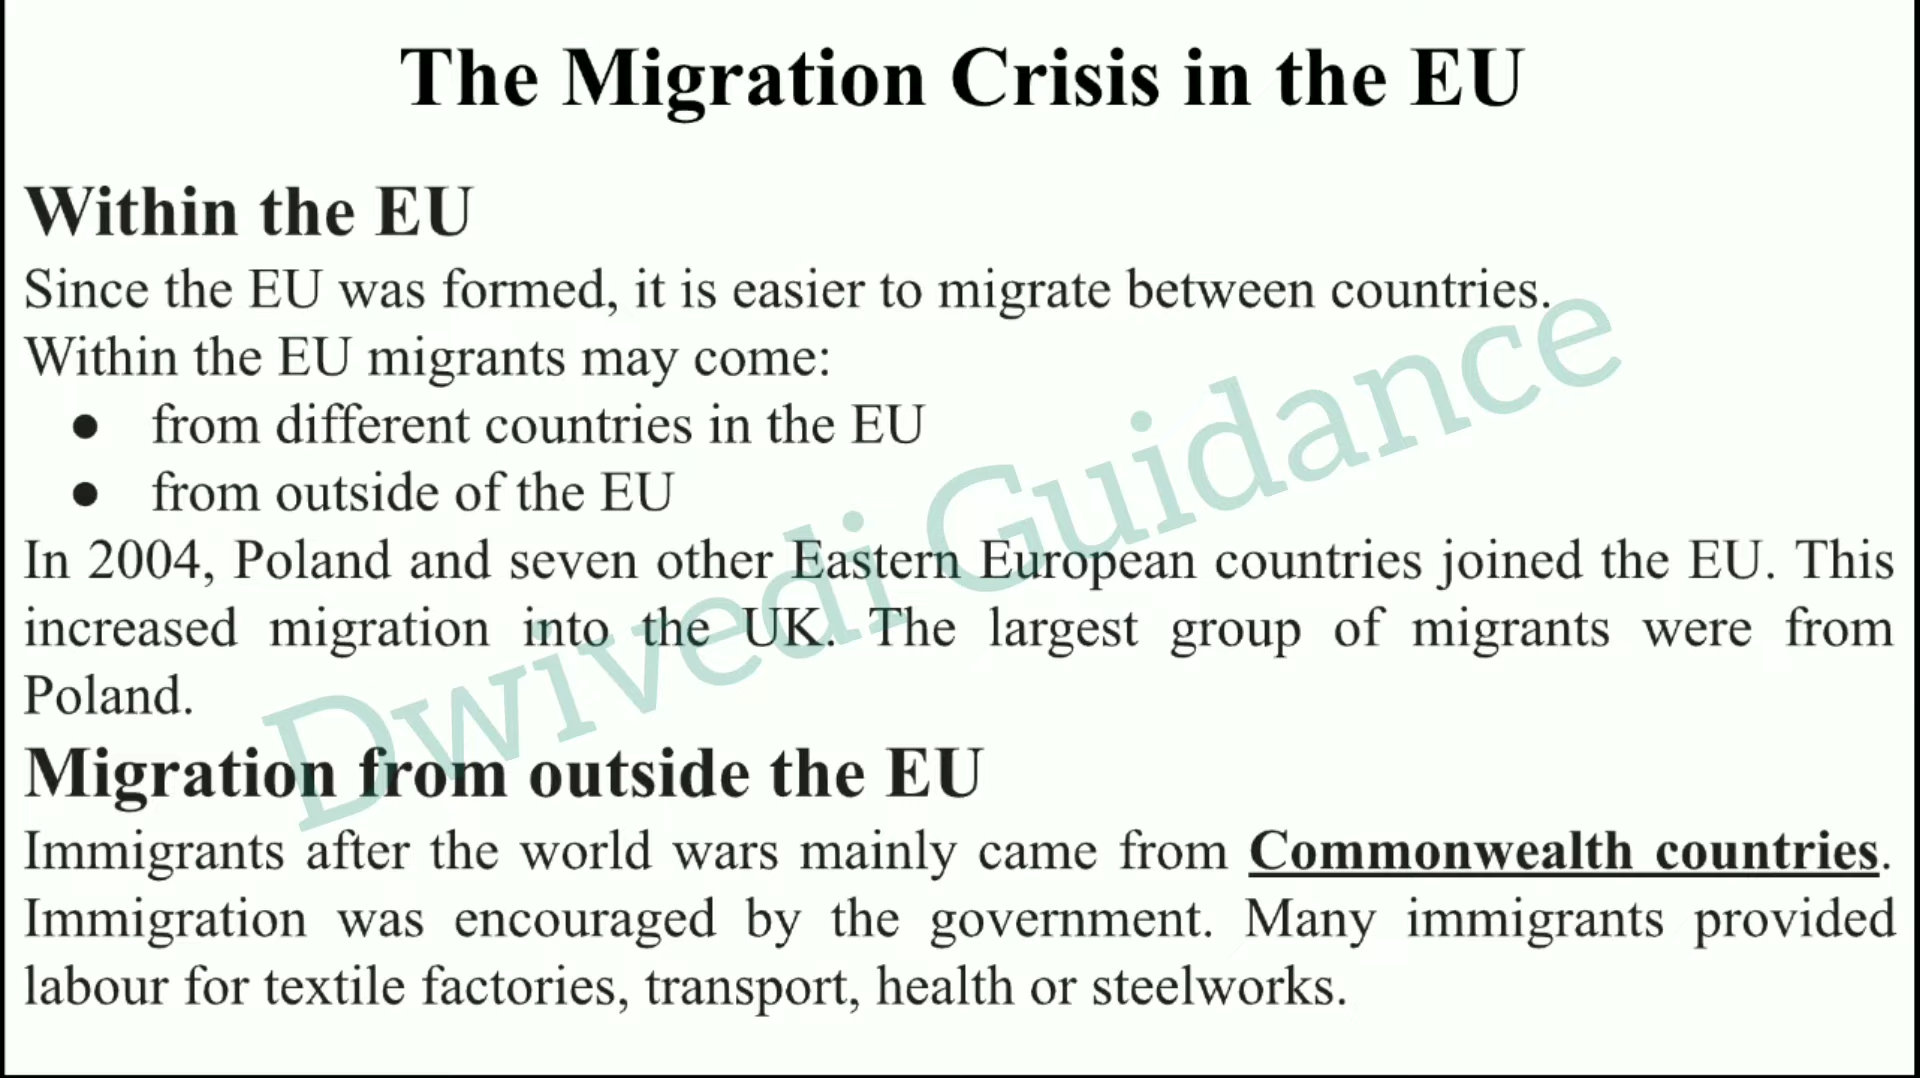 The Migration Crisis in the EU
Within the EU
Since the EU was formed, it is easier to migrate between countries.
Within the EU migrants may come:
● from different countries in the EU
● from outside of the EU
In 2004, Poland and seven other Eastern European countries joined the EU. This
increased migration into the UK. The largest group of migrants were from
Poland.
Migration from outside the EU
Immigrants after the world wars mainly came from Commonwealth countries.
Immigration was encouraged by the government. Many immigrants provided
labour for textile factories, transport, health or steelworks.
Dwivedi Guidance